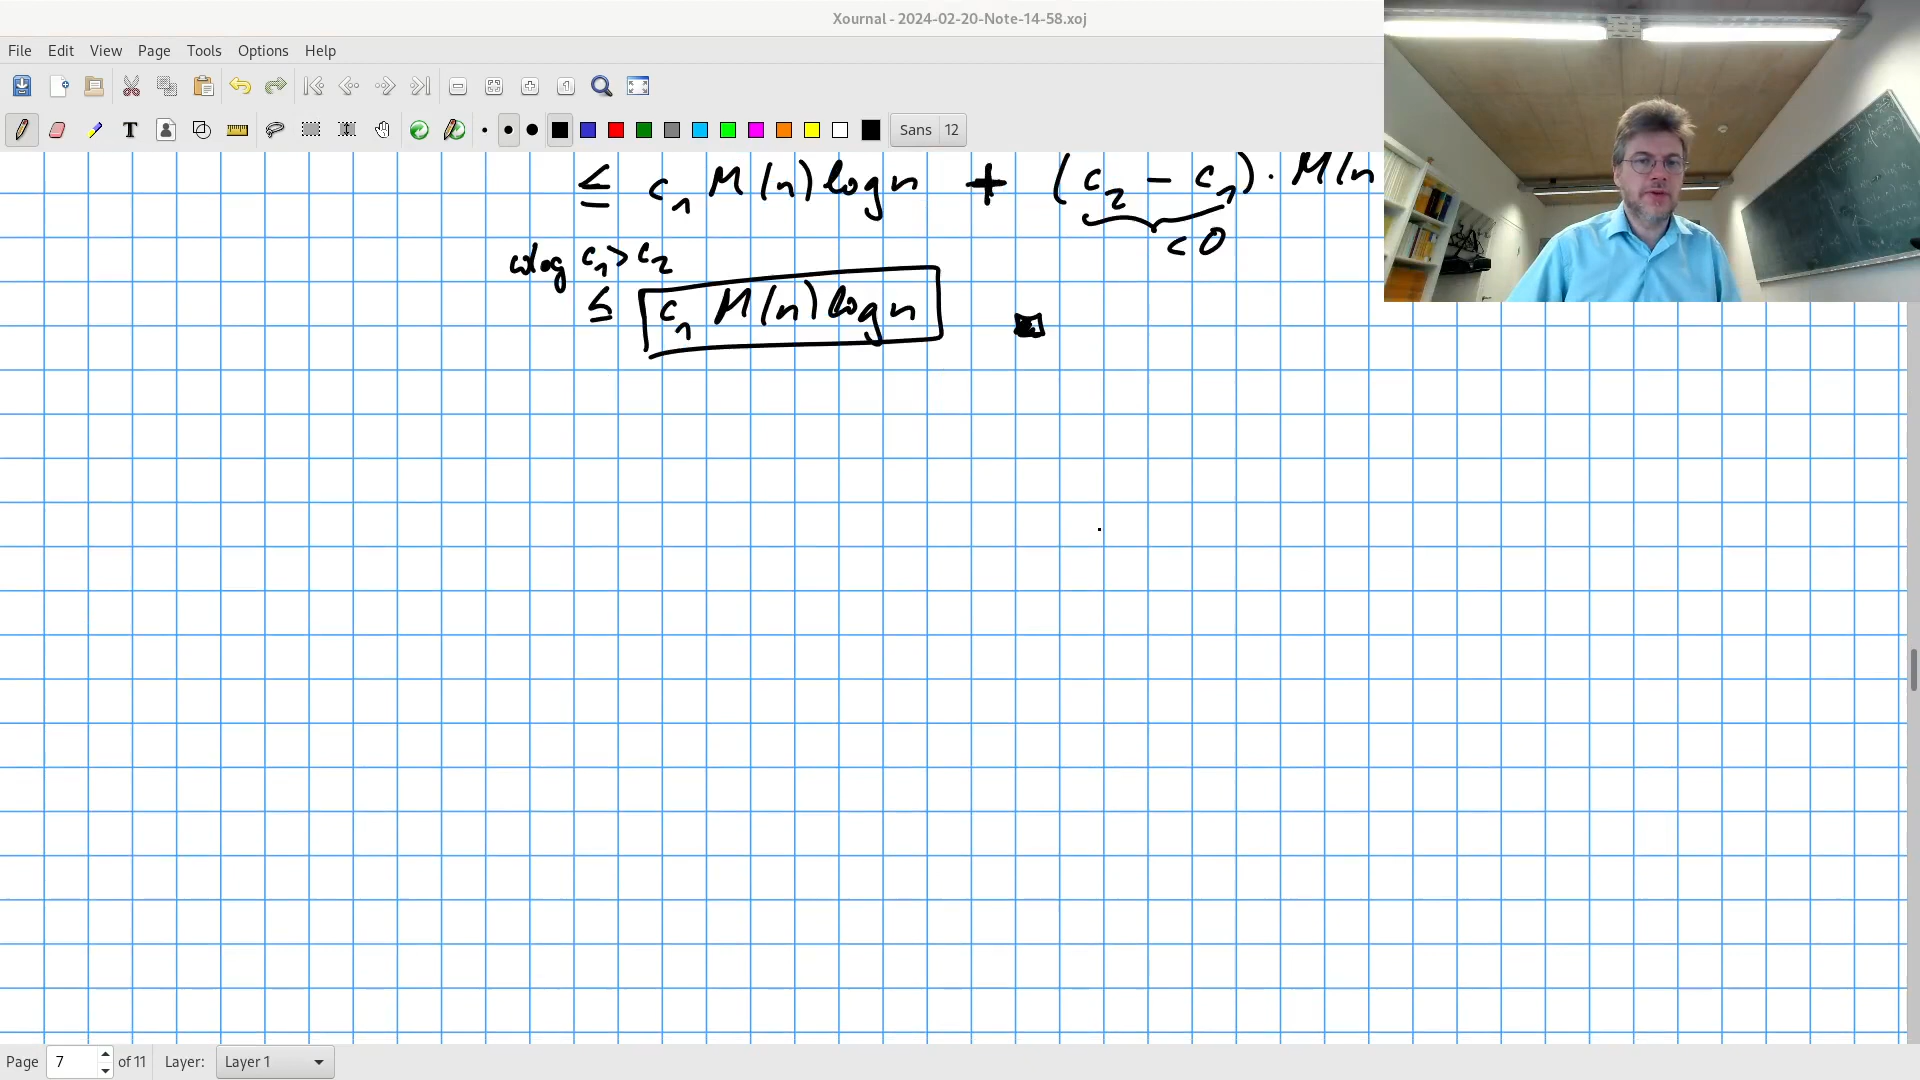 Xournal - 2024-02-20-Note-14-58.xoj
File Edit View Page Tools Options Help
T Sans 12
≤ c₁ M(n) log n + (c₂ - c₁) · M(n
< 0
wlog c₁ > c₂
≤ c₁ M(n) log n
Page 7 of 11 Layer: Layer 1